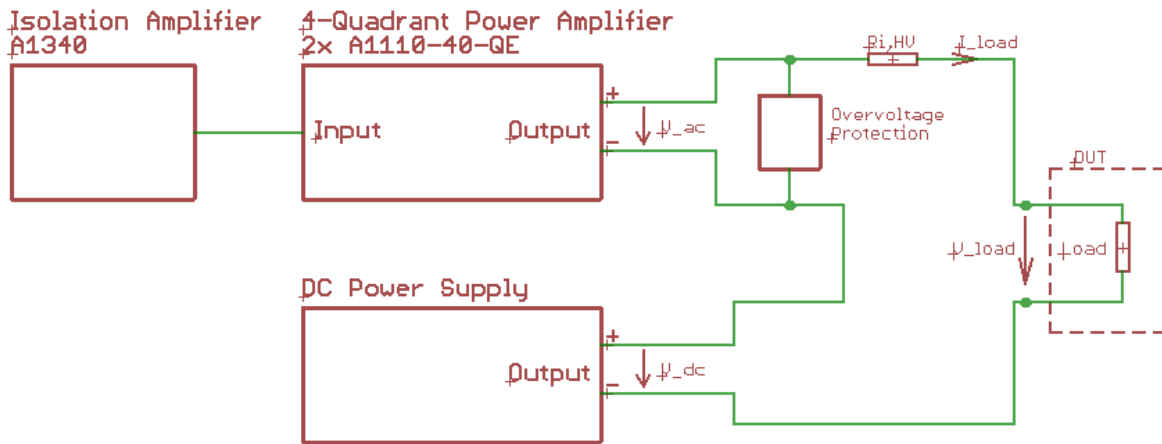 Isolation Amplifier
A1340
4-Quadrant Power Amplifier
2x A1110-40-QE
Input
Output
+
-
V_ac
Overvoltage
Protection
Ri,HV
I_load
DUT
V_load
Load
DC Power Supply
Output
+
-
V_dc